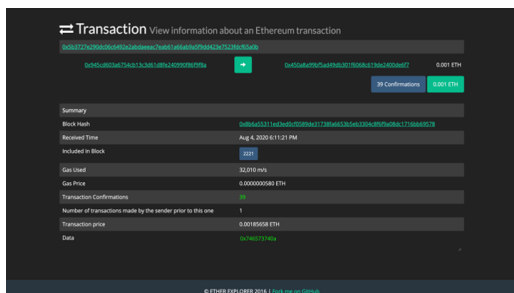 Transaction View information about an Ethereum transaction
0.001 ETH
39 Confirmations 0.001 ETH
Summary
Block Hash
Received Time Aug 4, 2020 6:11:21 PM
Included In Block 2221
Gas Used 32,010 m/s
Gas Price 0.0000000580 ETH
Transaction Confirmations 39
Number of transactions made by the sender prior to this one 1
Transaction price 0.00185658 ETH
Data 0x746573740a
© ETHER EXPLORER 2016 | Fork me on GitHub